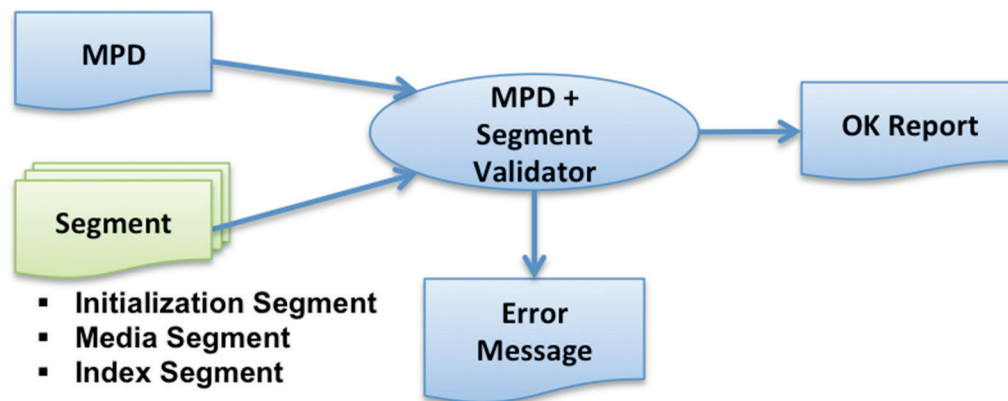 MPD
MPD +
Segment
Validator
OK Report
Segment
▪ Initialization Segment
▪ Media Segment
▪ Index Segment
Error
Message